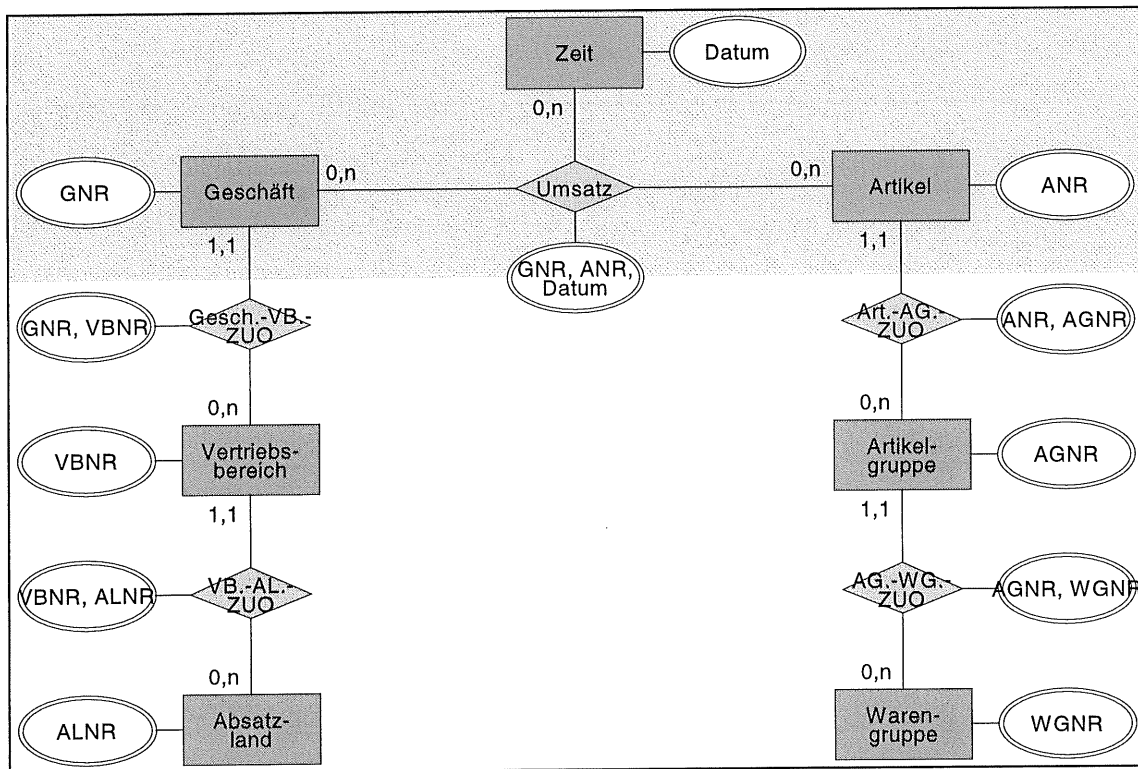 Zeit
Datum
0,n
GNR
Geschäft
0,n
Umsatz
0,n
Artikel
ANR
1,1
1,1
GNR, ANR,
Datum
GNR, VBNR
Gesch.-VB.-
ZUO
Art.-AG.-
ZUO
ANR, AGNR
0,n
0,n
VBNR
Vertriebs-
bereich
Artikel-
gruppe
AGNR
1,1
1,1
VBNR, ALNR
VB.-AL.-
ZUO
AG.-WG.-
ZUO
AGNR, WGNR
0,n
0,n
ALNR
Absatz-
land
Waren-
gruppe
WGNR